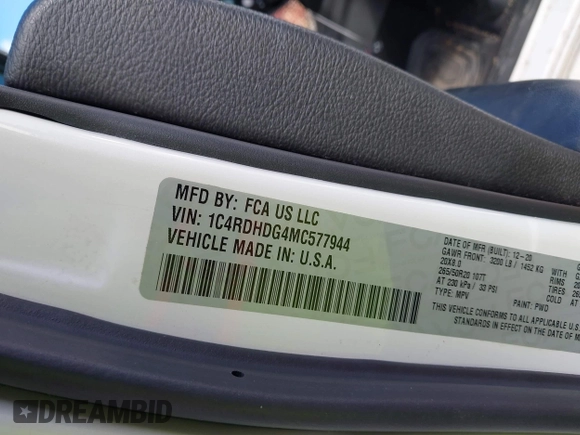 MFD BY: FCA US LLC
VIN: 1C4RDHDG4MC577944
VEHICLE MADE IN: U.S.A.
DATE OF MFR (BUILT): 12-20
GAWR FRONT: 3200 LB / 1452 KG
20X8.0
265/50R20 107T
AT 230 kPa / 33 PSI
TYPE: MPV PAINT: PWD
THIS VEHICLE CONFORMS TO ALL APPLICABLE U.S.
STANDARDS IN EFFECT ON THE DATE OF M
RIMS
TIRES
COLD
DREAMBID